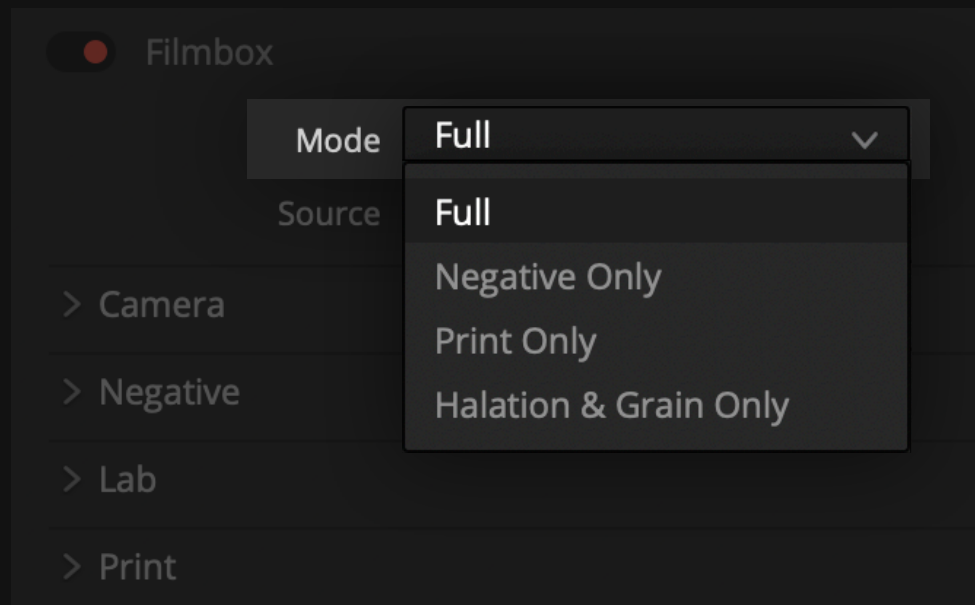 Filmbox
Mode Full
Full
Source
Negative Only
Camera
Print Only
Negative
Halation & Grain Only
Lab
Print